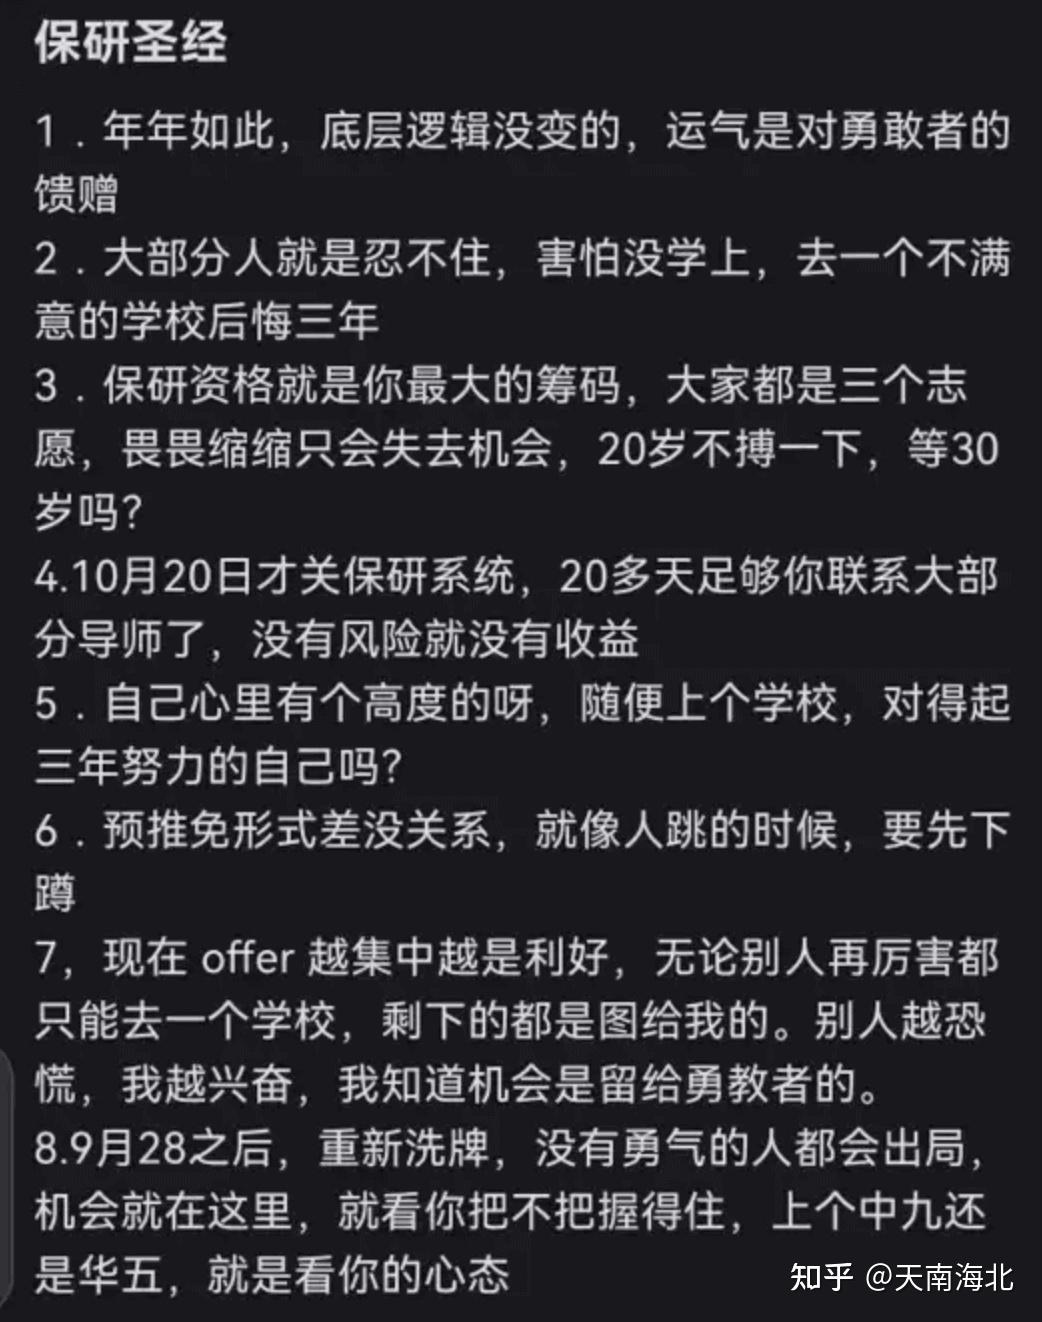 保研圣经
1．年年如此，底层逻辑没变的，运气是对勇敢者的
馈赠
2．大部分人就是忍不住，害怕没学上，去一个不满
意的学校后悔三年
3．保研资格就是你最大的筹码，大家都是三个志
愿，畏畏缩缩只会失去机会，20岁不搏一下，等30
岁吗？
4.10月20日才关保研系统，20多天足够你联系大部
分导师了，没有风险就没有收益
5．自己心里有个高度的呀，随便上个学校，对得起
三年努力的自己吗？
6．预推免形式差没关系，就像人跳的时候，要先下
蹲
7，现在 offer 越集中越是利好，无论别人再厉害都
只能去一个学校，剩下的都是图给我的。别人越恐
慌，我越兴奋，我知道机会是留给勇教者的。
8.9月28之后，重新洗牌，没有勇气的人都会出局，
机会就在这里，就看你把不把握得住，上个中九还
是华五，就是看你的心态
知乎 @天南海北